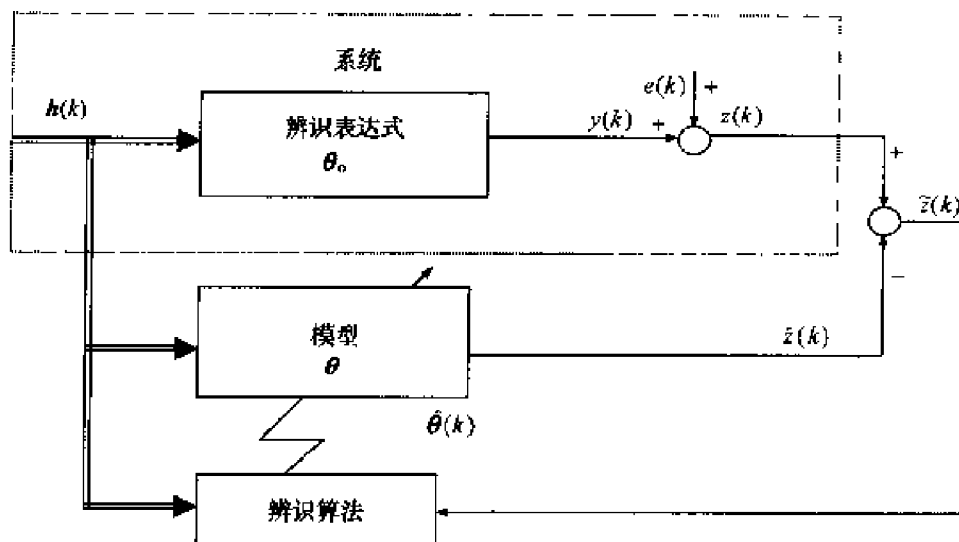 系统
h(k)
辨识表达式
θ₀
y(k)
+
e(k)
+
z(k)
+
z̃(k)
−
模型
θ
ẑ(k)
θ̂(k)
辨识算法